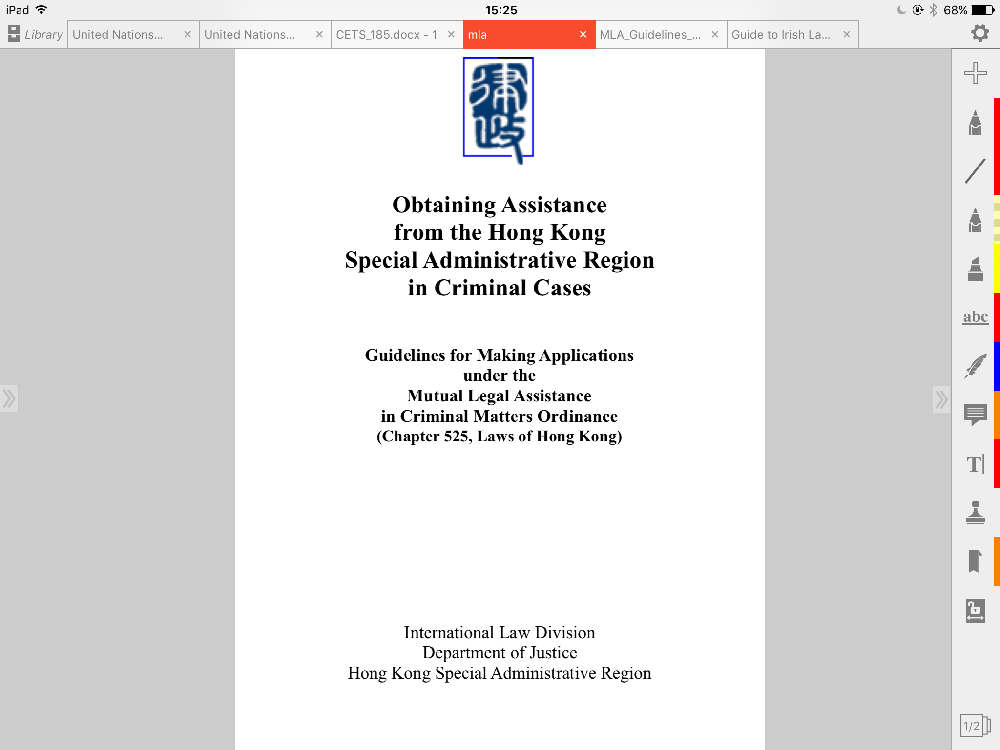 iPad 15:25 68%
Library United Nations... United Nations... CETS_185.docx - 1 mla MLA_Guidelines_... Guide to Irish La...
Obtaining Assistance
from the Hong Kong
Special Administrative Region
in Criminal Cases
Guidelines for Making Applications
under the
Mutual Legal Assistance
in Criminal Matters Ordinance
(Chapter 525, Laws of Hong Kong)
International Law Division
Department of Justice
Hong Kong Special Administrative Region
abc
T
1/2